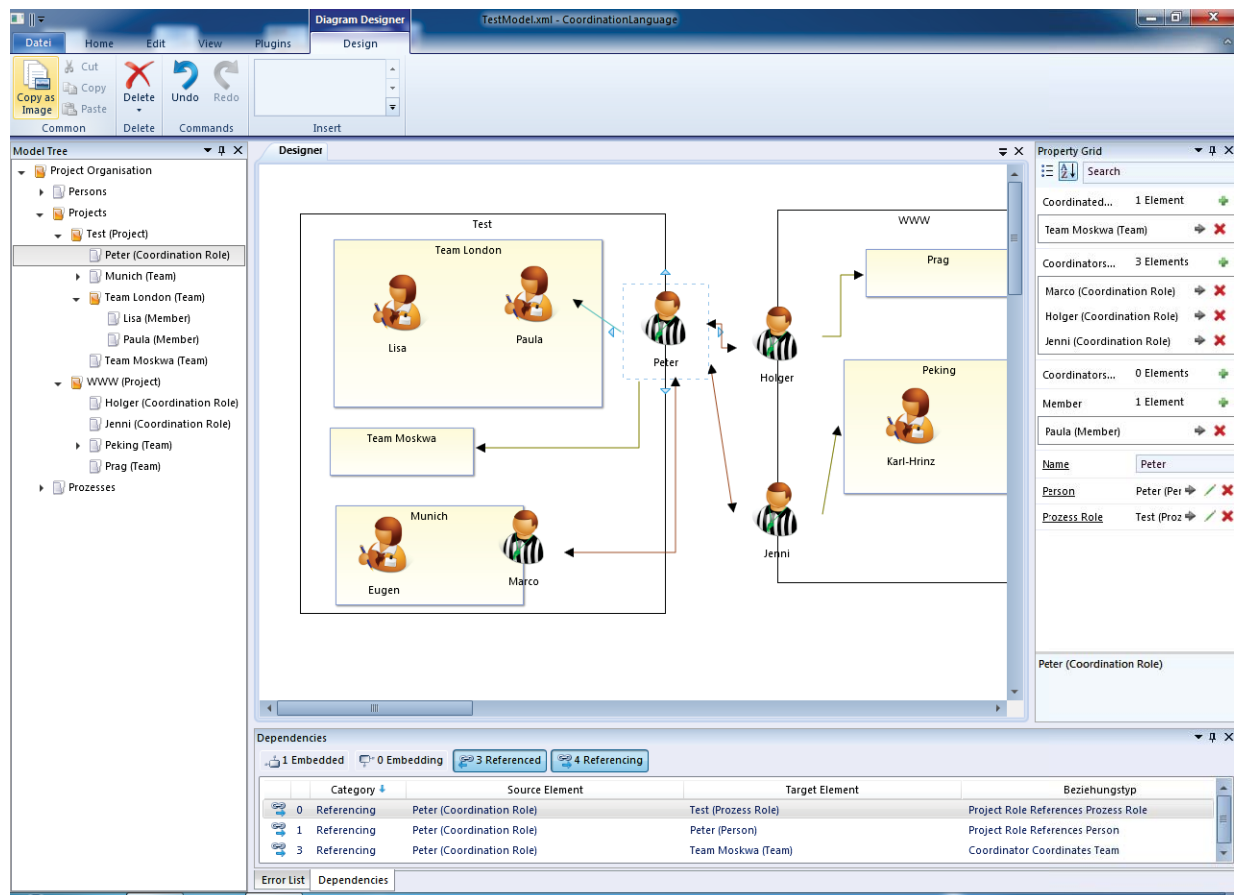 Diagram Designer
TestModel.xml - CoordinationLanguage
Datei Home Edit View Plugins Design
Copy as Image
Cut
Copy
Paste
Delete
Undo
Redo
Common Delete Commands Insert
Model Tree
Project Organisation
Persons
Projects
Test (Project)
Peter (Coordination Role)
Munich (Team)
Team London (Team)
Lisa (Member)
Paula (Member)
Team Moskwa (Team)
WWW (Project)
Holger (Coordination Role)
Jenni (Coordination Role)
Peking (Team)
Prag (Team)
Prozesses
Designer
Test
Team London
Lisa
Paula
Peter
Team Moskwa
Munich
Eugen
Marco
WWW
Prag
Holger
Peking
Karl-Hrinz
Jenni
Property Grid
Search
Coordinated... 1 Element
Team Moskwa (Team)
Coordinators... 3 Elements
Marco (Coordination Role)
Holger (Coordination Role)
Jenni (Coordination Role)
Coordinators... 0 Elements
Member 1 Element
Paula (Member)
Name Peter
Person Peter (Per
Prozess Role Test (Proz
Peter (Coordination Role)
Dependencies
1 Embedded 0 Embedding 3 Referenced 4 Referencing
Category Source Element Target Element Beziehungstyp
0 Referencing Peter (Coordination Role) Test (Prozess Role) Project Role References Prozess Role
1 Referencing Peter (Coordination Role) Peter (Person) Project Role References Person
3 Referencing Peter (Coordination Role) Team Moskwa (Team) Coordinator Coordinates Team
Error List Dependencies